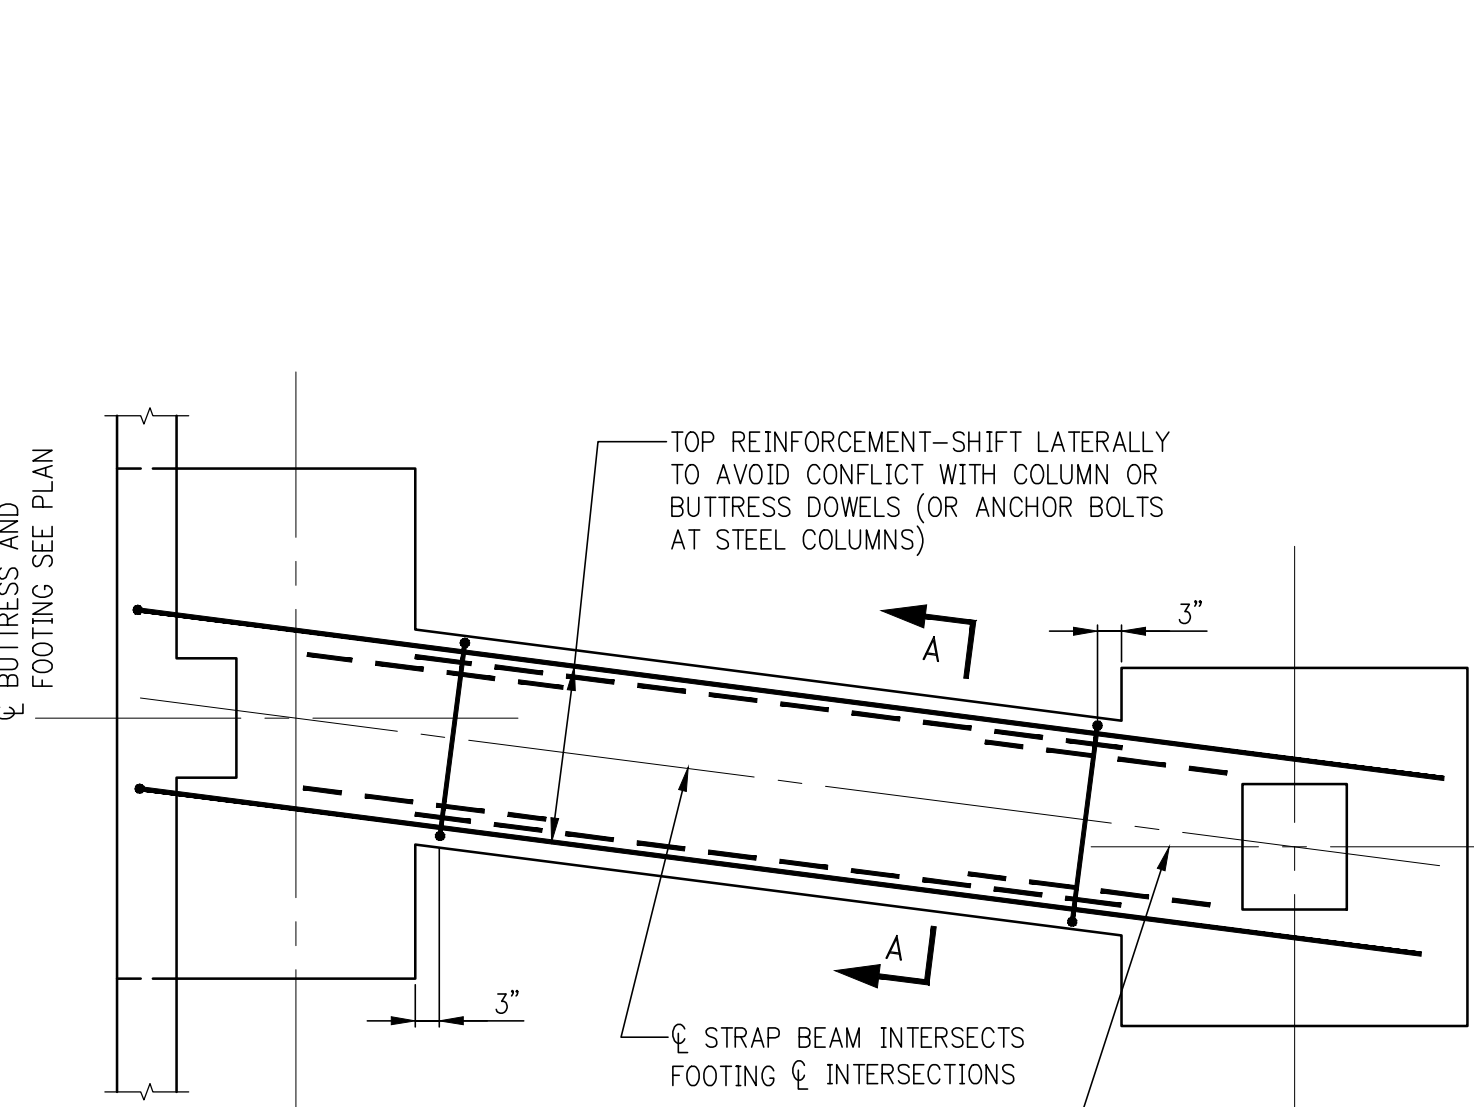 ℄ BUTTRESS AND
FOOTING SEE PLAN
TOP REINFORCEMENT-SHIFT LATERALLY
TO AVOID CONFLICT WITH COLUMN OR
BUTTRESS DOWELS (OR ANCHOR BOLTS
AT STEEL COLUMNS)
3"
A
A
3"
℄ STRAP BEAM INTERSECTS
FOOTING ℄ INTERSECTIONS